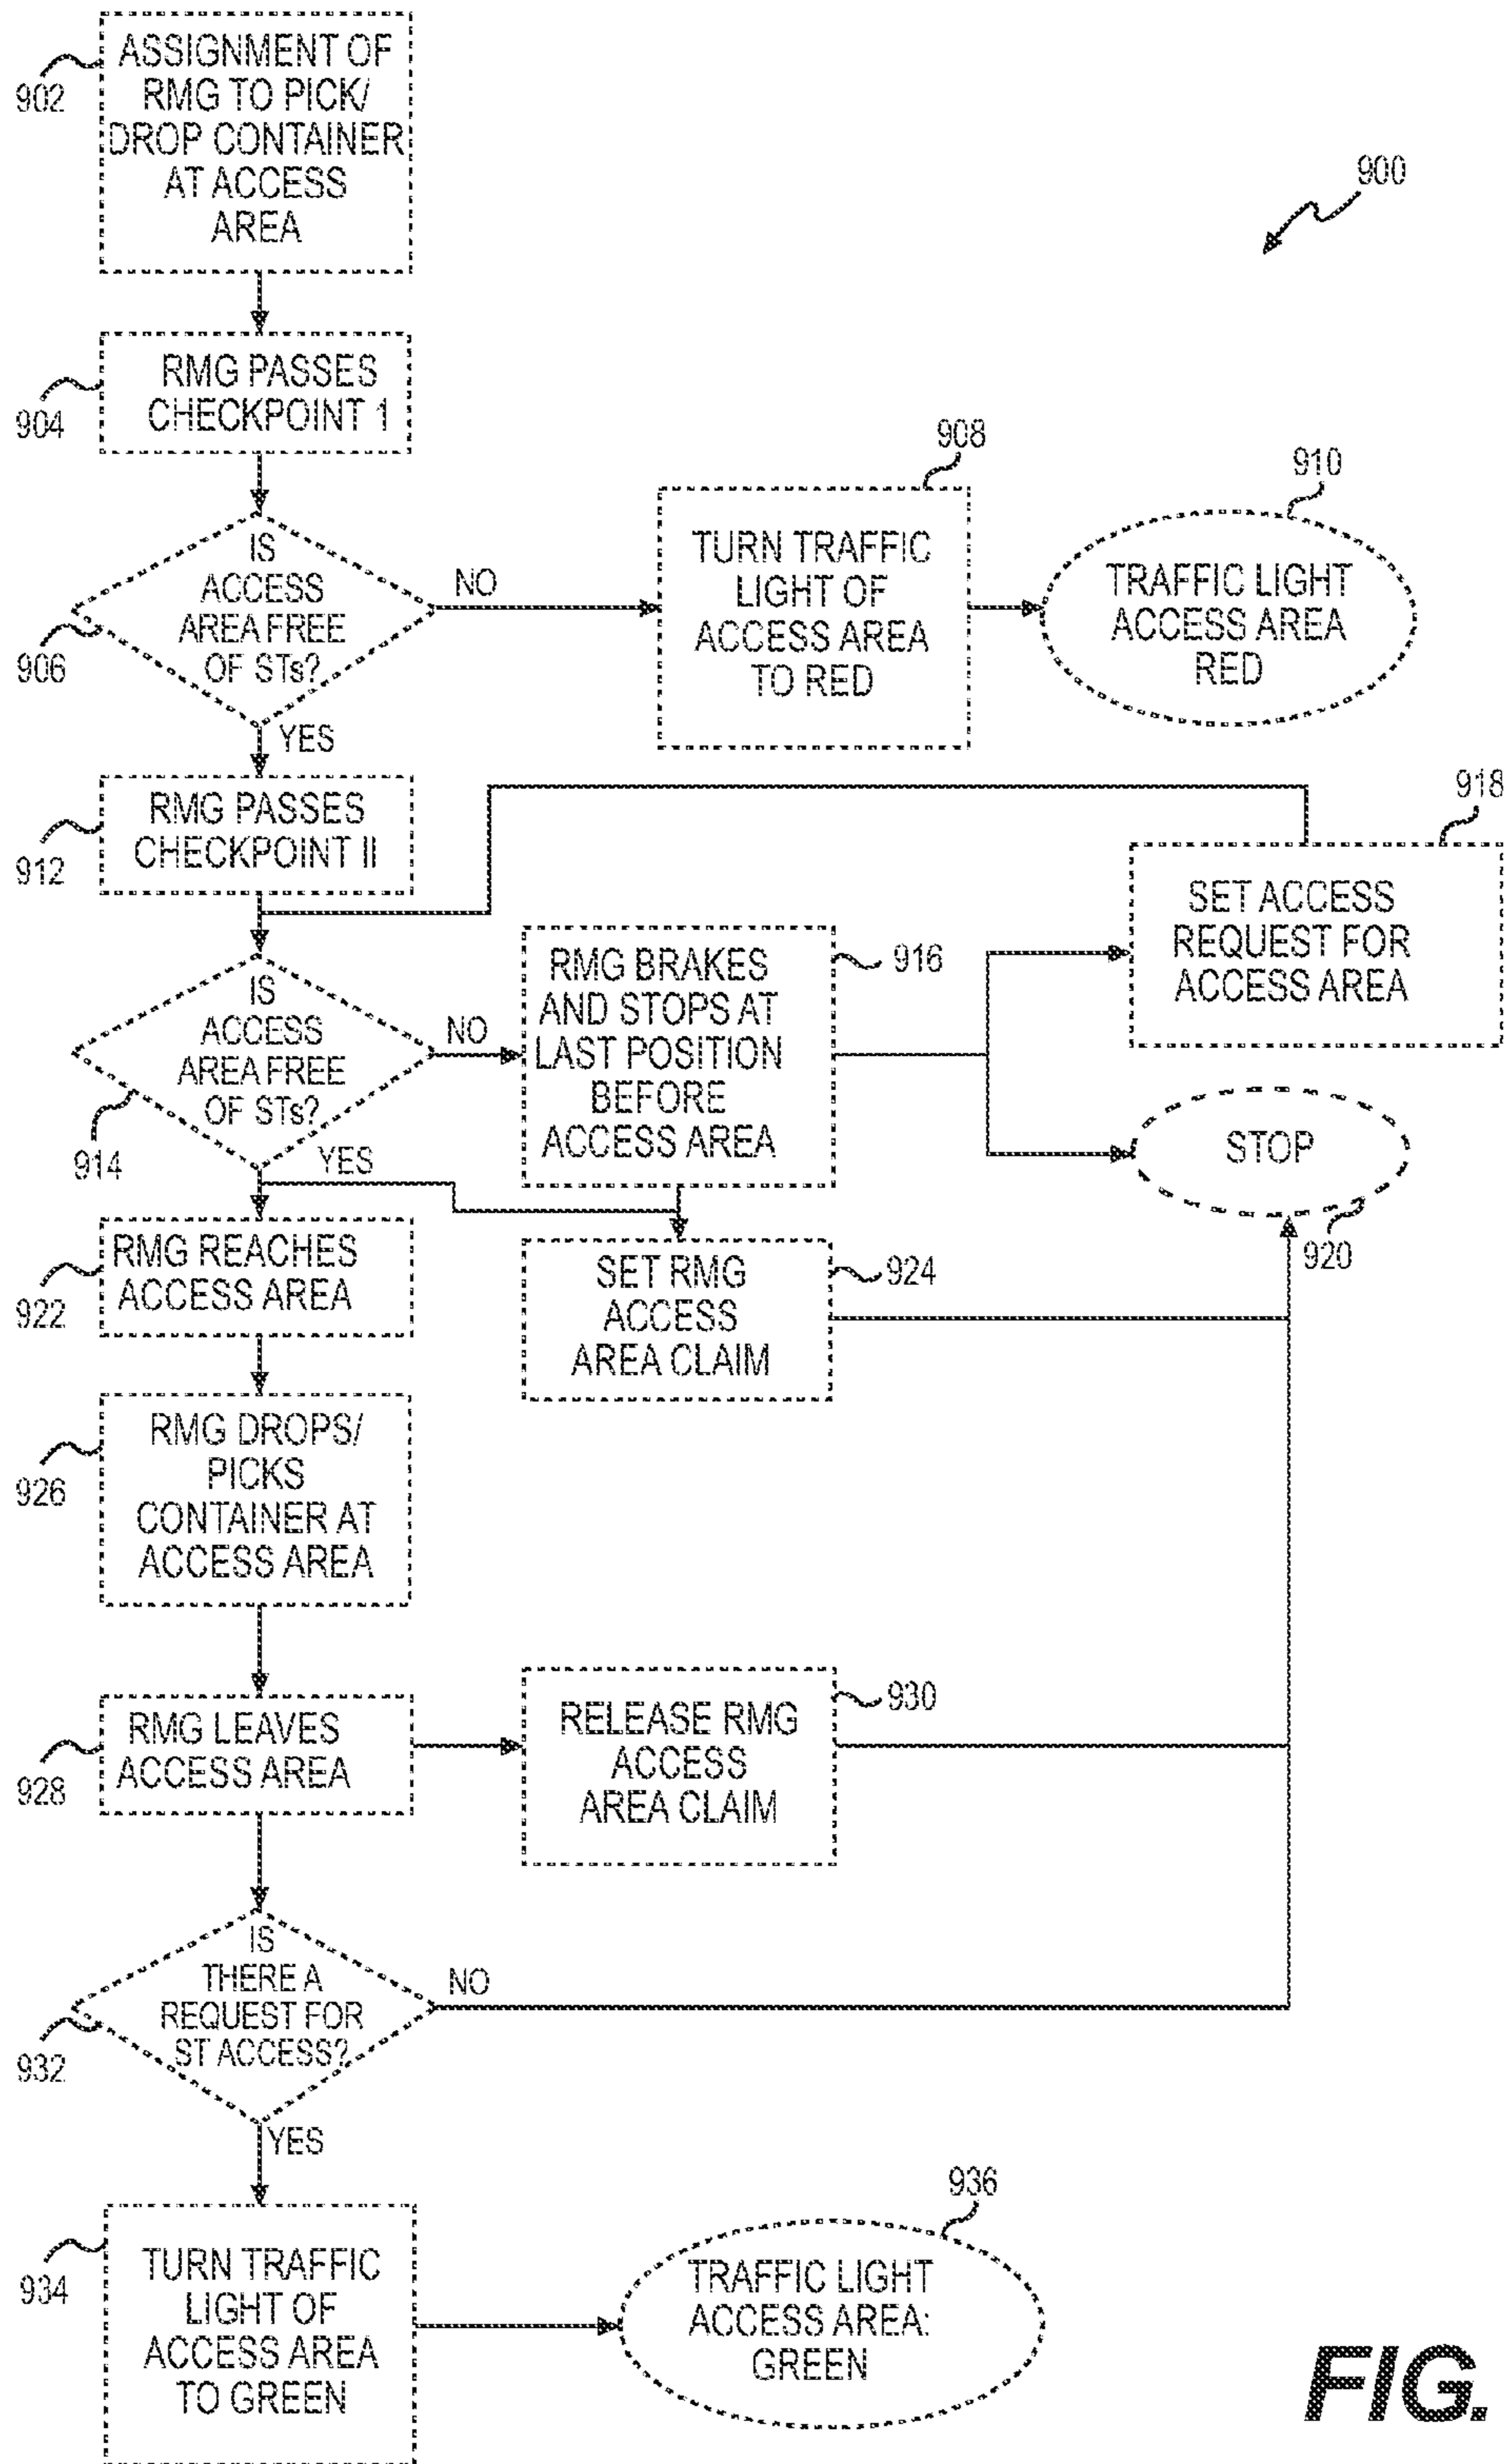 ASSIGNMENT OF
RMG TO PICK/
DROP CONTAINER
AT ACCESS
AREA
902
900
RMG PASSES
CHECKPOINT 1
904
IS
ACCESS
AREA FREE
OF STs?
906
NO
YES
TURN TRAFFIC
LIGHT OF
ACCESS AREA
TO RED
908
TRAFFIC LIGHT
ACCESS AREA
RED
910
RMG PASSES
CHECKPOINT II
912
IS
ACCESS
AREA FREE
OF STs?
914
NO
YES
RMG BRAKES
AND STOPS AT
LAST POSITION
BEFORE
ACCESS AREA
916
SET ACCESS
REQUEST FOR
ACCESS AREA
918
STOP
920
RMG REACHES
ACCESS AREA
922
SET RMG
ACCESS
AREA CLAIM
924
RMG DROPS/
PICKS
CONTAINER AT
ACCESS AREA
926
RMG LEAVES
ACCESS AREA
928
RELEASE RMG
ACCESS
AREA CLAIM
930
IS
THERE A
REQUEST FOR
ST ACCESS?
932
NO
YES
TURN TRAFFIC
LIGHT OF
ACCESS AREA
TO GREEN
934
TRAFFIC LIGHT
ACCESS AREA:
GREEN
936
FIG.